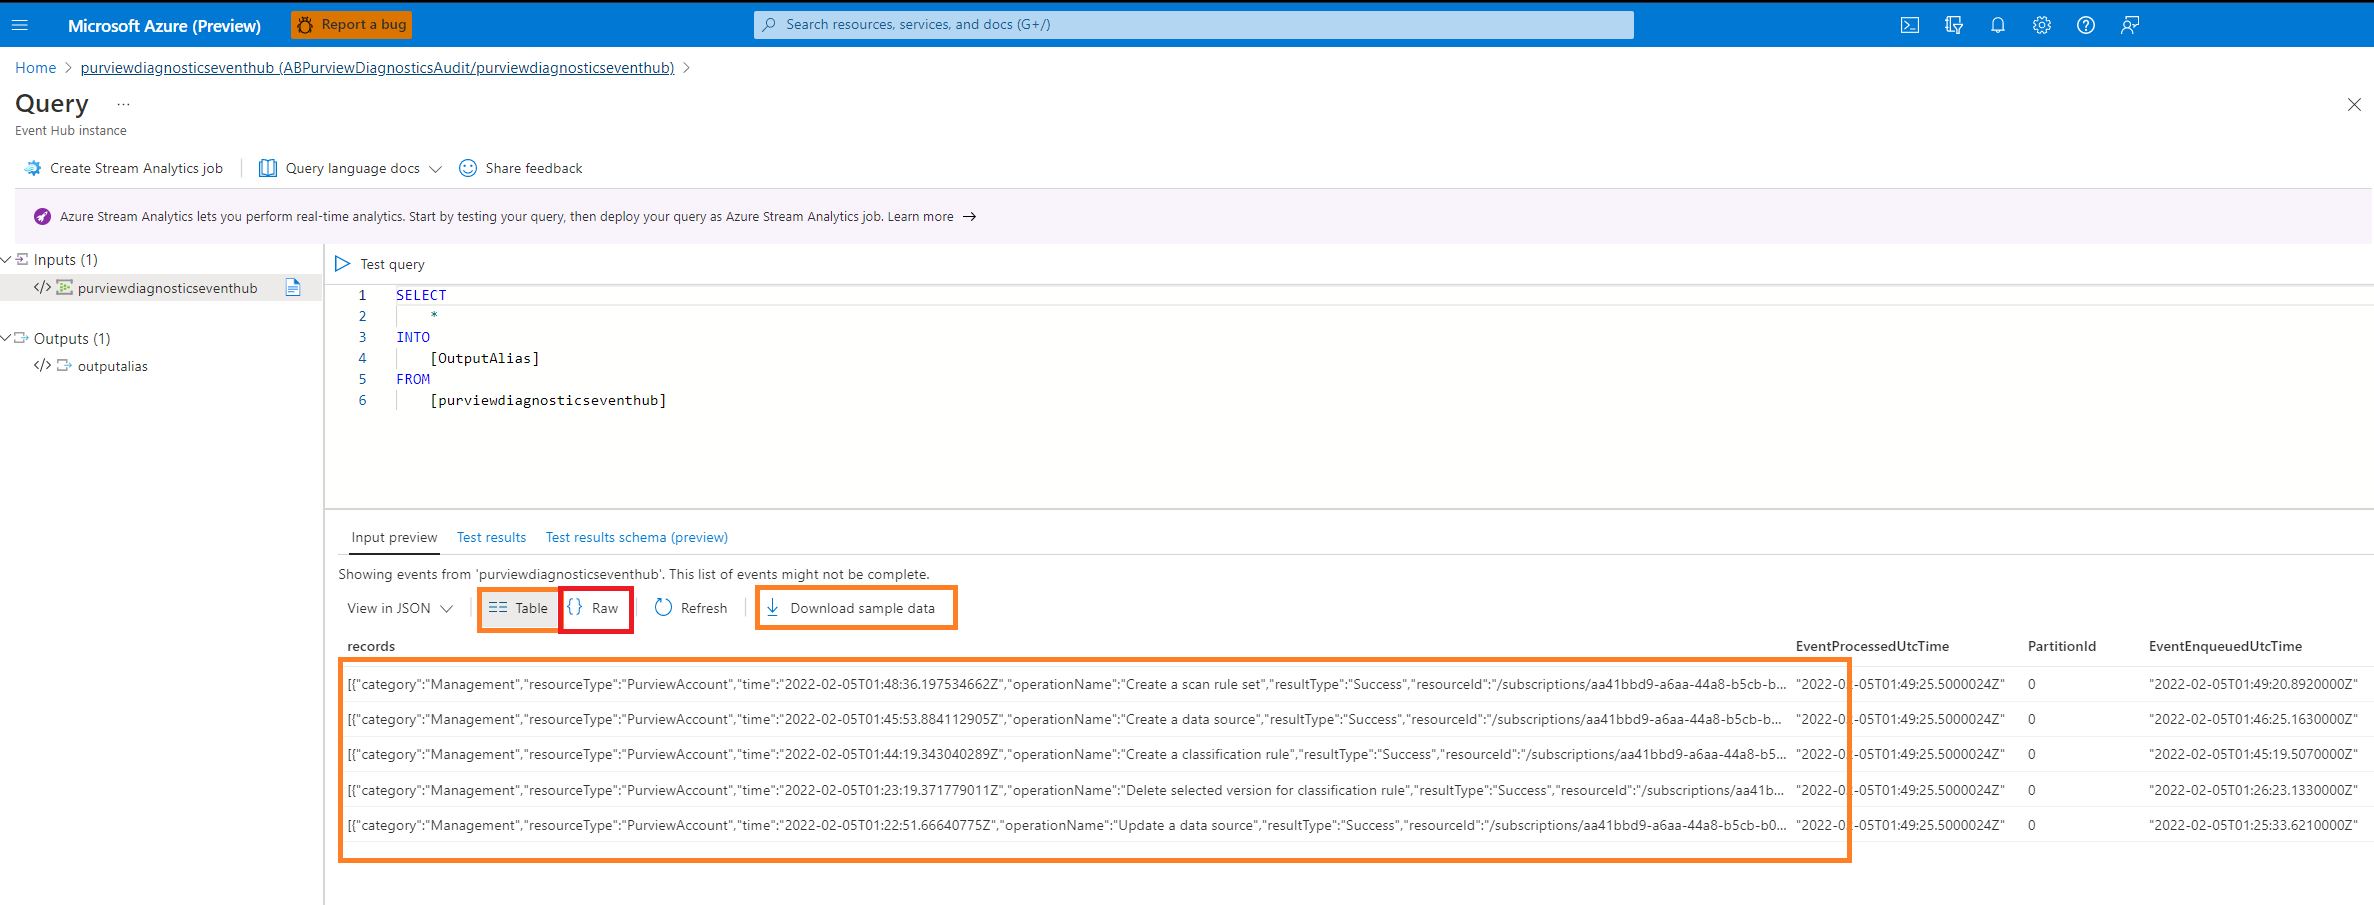 Microsoft Azure (Preview) Report a bug Search resources, services, and docs (G+/)
Home > purviewdiagnosticseventhub (ABPurviewDiagnosticsAudit/purviewdiagnosticseventhub) >
Query ...
Event Hub instance
Create Stream Analytics job Query language docs Share feedback
Azure Stream Analytics lets you perform real-time analytics. Start by testing your query, then deploy your query as Azure Stream Analytics job. Learn more →
Inputs (1)
</> purviewdiagnosticseventhub
Outputs (1)
</> outputalias
Test query
1 SELECT
2 *
3 INTO
4 [OutputAlias]
5 FROM
6 [purviewdiagnosticseventhub]
Input preview Test results Test results schema (preview)
Showing events from 'purviewdiagnosticseventhub'. This list of events might not be complete.
View in JSON Table {} Raw Refresh Download sample data
records EventProcessedUtcTime PartitionId EventEnqueuedUtcTime
[{"category":"Management","resourceType":"PurviewAccount","time":"2022-02-05T01:48:36.197534662Z","operationName":"Create a scan rule set","resultType":"Success","resourceId":"/subscriptions/aa41bbd9-a6aa-44a8-b5cb-b... "2022-02-05T01:49:25.5000024Z" 0 "2022-02-05T01:49:20.8920000Z"
[{"category":"Management","resourceType":"PurviewAccount","time":"2022-02-05T01:45:53.884112905Z","operationName":"Create a data source","resultType":"Success","resourceId":"/subscriptions/aa41bbd9-a6aa-44a8-b5cb-b... "2022-02-05T01:49:25.5000024Z" 0 "2022-02-05T01:46:25.1630000Z"
[{"category":"Management","resourceType":"PurviewAccount","time":"2022-02-05T01:44:19.343040289Z","operationName":"Create a classification rule","resultType":"Success","resourceId":"/subscriptions/aa41bbd9-a6aa-44a8-b5... "2022-02-05T01:49:25.5000024Z" 0 "2022-02-05T01:45:19.5070000Z"
[{"category":"Management","resourceType":"PurviewAccount","time":"2022-02-05T01:23:19.371779011Z","operationName":"Delete selected version for classification rule","resultType":"Success","resourceId":"/subscriptions/aa41b... "2022-02-05T01:49:25.5000024Z" 0 "2022-02-05T01:26:23.1330000Z"
[{"category":"Management","resourceType":"PurviewAccount","time":"2022-02-05T01:22:51.66640775Z","operationName":"Update a data source","resultType":"Success","resourceId":"/subscriptions/aa41bbd9-a6aa-44a8-b5cb-b0... "2022-02-05T01:49:25.5000024Z" 0 "2022-02-05T01:25:33.6210000Z"